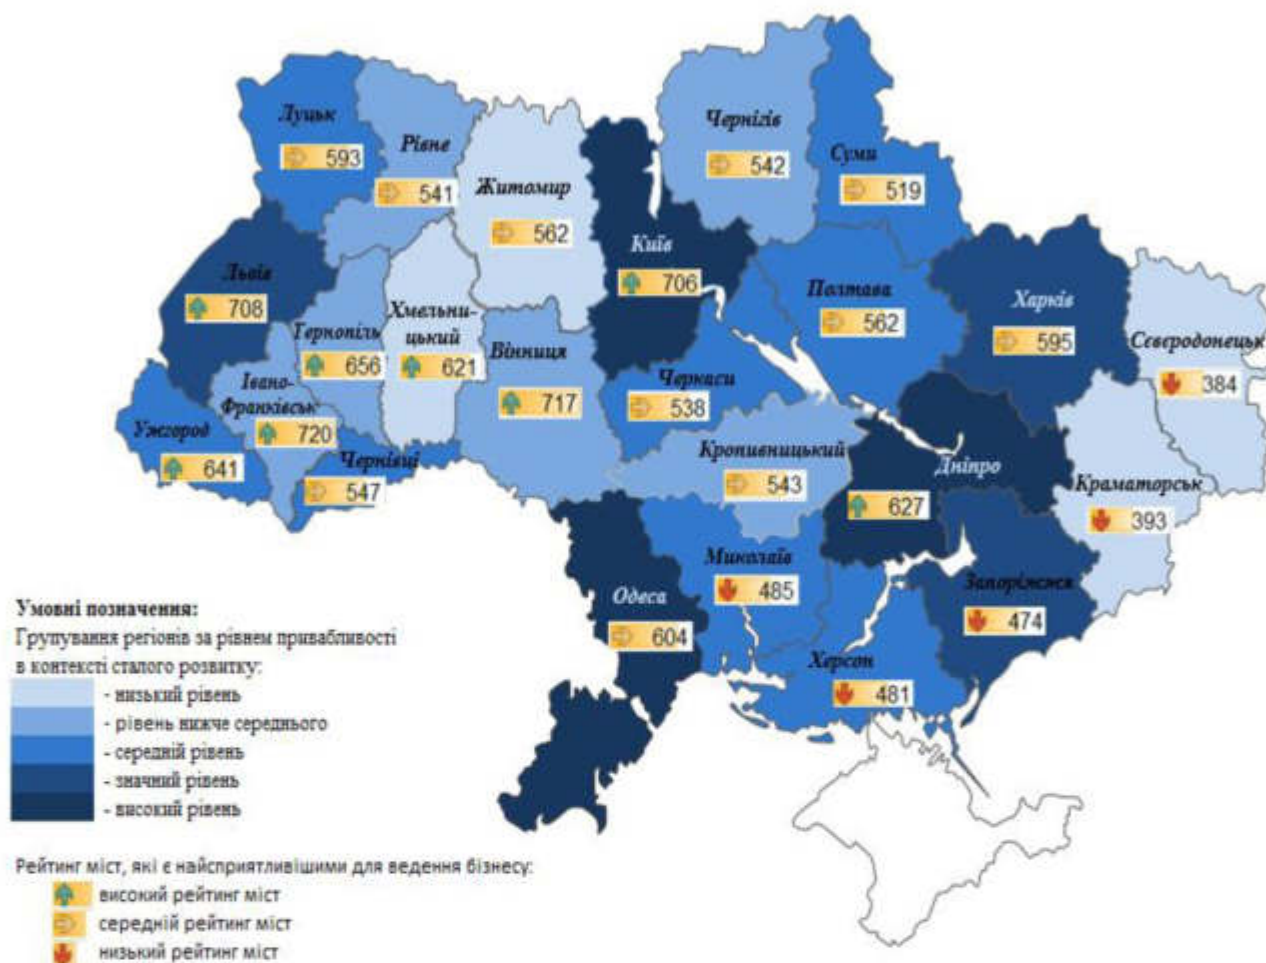 Луцьк
593
Рівне
541
Житомир
562
Чернігів
542
Суми
519
Київ
706
Львів
708
Тернопіль
656
Хмельни-
цький
621
Вінниця
717
Івано-
Франківськ
720
Ужгород
641
Чернівці
547
Черкаси
538
Полтава
562
Харків
595
Сєвєродонецьк
384
Кропивницький
543
Дніпро
627
Краматорськ
393
Миколаїв
485
Одеса
604
Запоріжжя
474
Херсон
481
Умовні позначення:
Групування регіонів за рівнем привабливості
в контексті сталого розвитку:
- низький рівень
- рівень нижче середнього
- середній рівень
- значний рівень
- високий рівень
Рейтинг міст, які є найсприятливішими для ведення бізнесу:
високий рейтинг міст
середній рейтинг міст
низький рейтинг міст